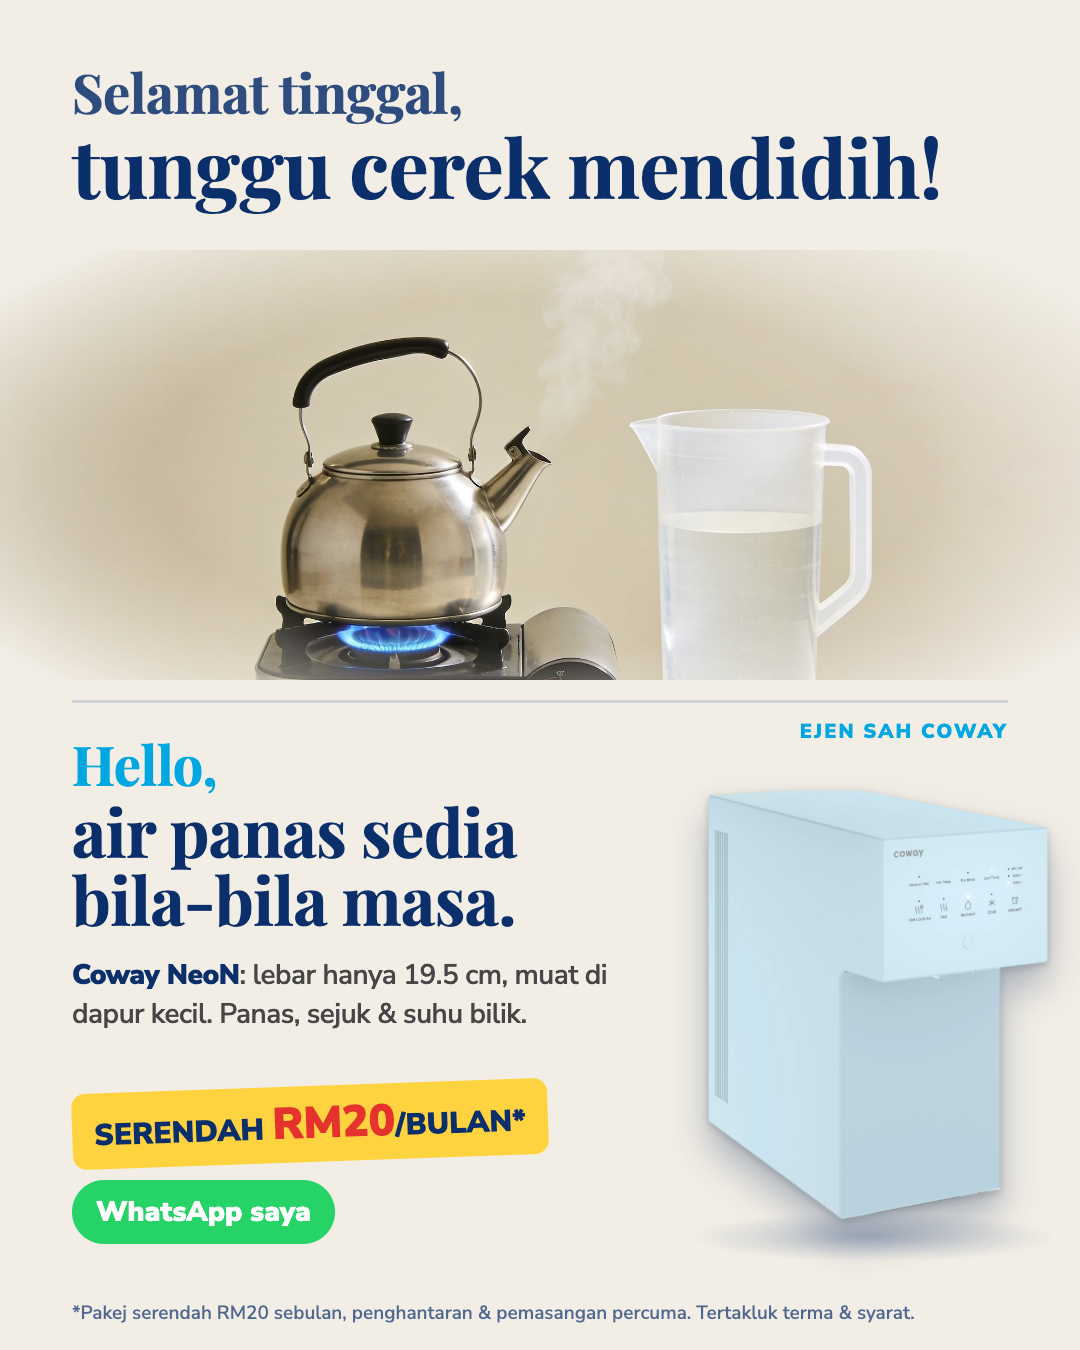 Selamat tinggal,
tunggu cerek mendidih!
EJEN SAH COWAY
Hello,
air panas sedia
bila-bila masa.
Coway NeoN: lebar hanya 19.5 cm, muat di
dapur kecil. Panas, sejuk & suhu bilik.
SERENDAH RM20/BULAN*
WhatsApp saya
coway
*Pakej serendah RM20 sebulan, penghantaran & pemasangan percuma. Tertakluk terma & syarat.